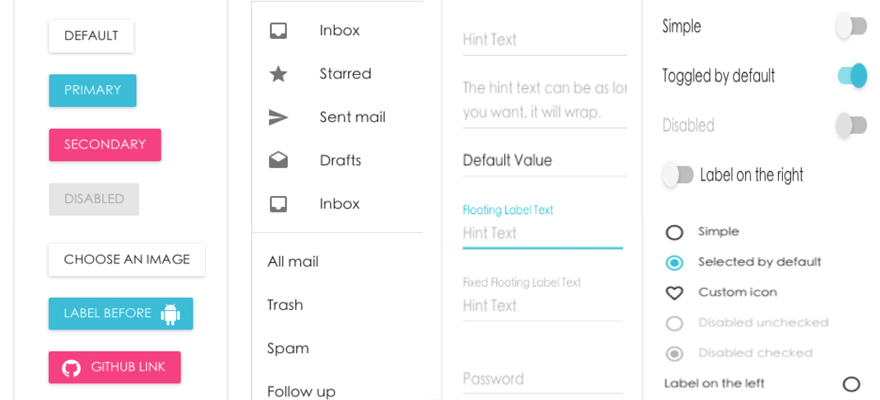 DEFAULT
PRIMARY
SECONDARY
DISABLED
CHOOSE AN IMAGE
LABEL BEFORE
GITHUB LINK
Inbox
Starred
Sent mail
Drafts
Inbox
All mail
Trash
Spam
Follow up
Hint Text
The hint text can be as lon
you want, it will wrap.
Default Value
Floating Label Text
Hint Text
Fixed Floating Label Text
Hint Text
Password
Simple
Toggled by default
Disabled
Label on the right
Simple
Selected by default
Custom icon
Disabled unchecked
Disabled checked
Label on the left